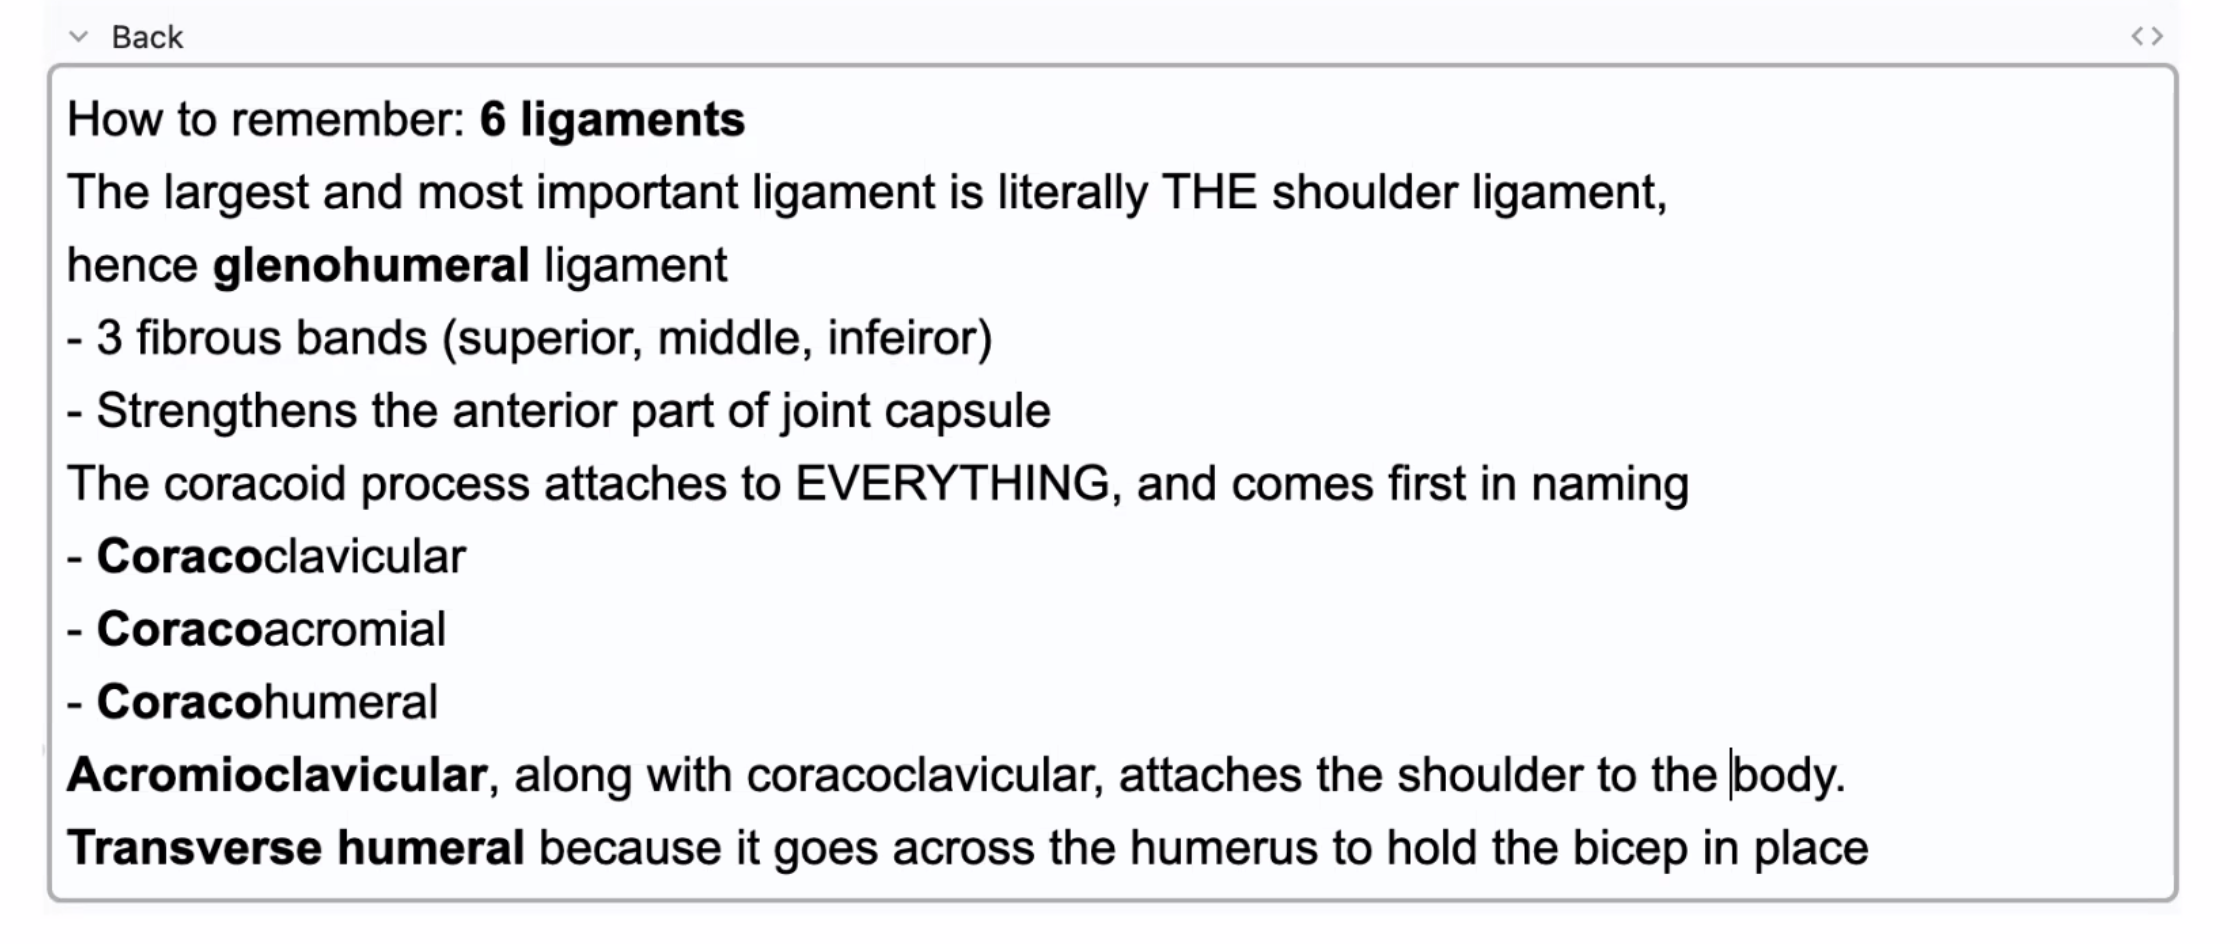 Back
<>
How to remember: 6 ligaments
The largest and most important ligament is literally THE shoulder ligament,
hence glenohumeral ligament
- 3 fibrous bands (superior, middle, infeiror)
- Strengthens the anterior part of joint capsule
The coracoid process attaches to EVERYTHING, and comes first in naming
- Coracoclavicular
- Coracoacromial
- Coracohumeral
Acromioclavicular, along with coracoclavicular, attaches the shoulder to the body.
Transverse humeral because it goes across the humerus to hold the bicep in place